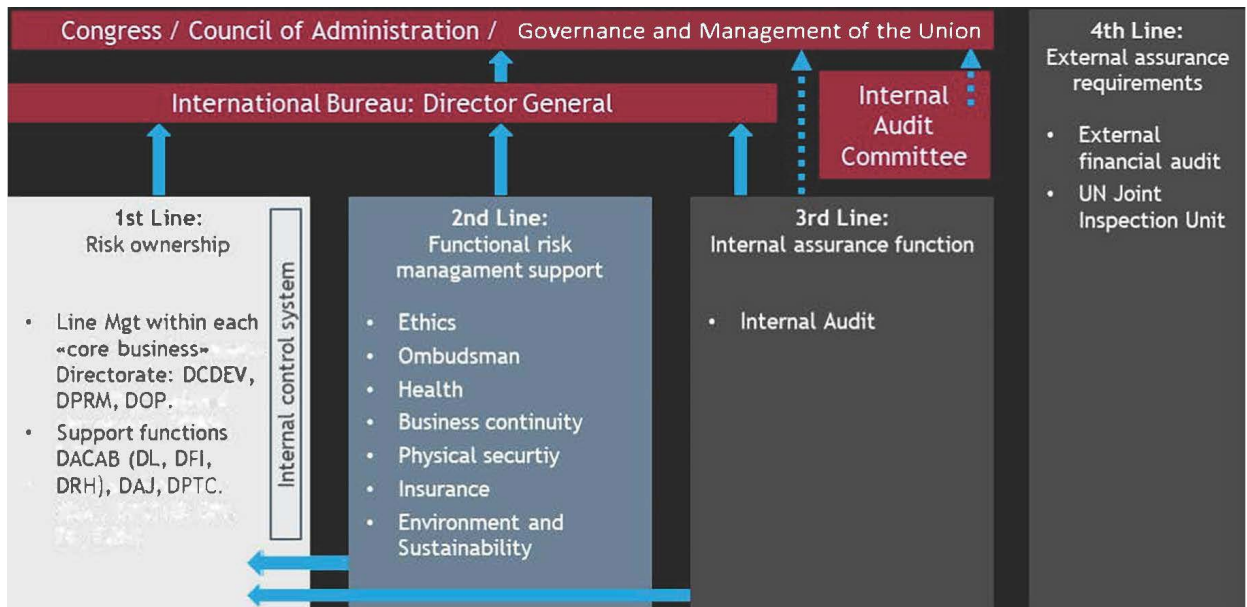 Congress / Council of Administration / Governance and Management of the Union
International Bureau: Director General
Internal
Audit
Committee
1st Line:
Risk ownership
• Line Mgt within each
«core business»
Directorate: DCDEV,
DPRM, DOP.
• Support functions
DACAB (DL, DFI,
DRH), DAJ, DPTC.
Internal control system
2nd Line:
Functional risk
managament support
• Ethics
• Ombudsman
• Health
• Business continuity
• Physical securtiy
• Insurance
• Environment and
Sustainability
3rd Line:
Internal assurance function
• Internal Audit
4th Line:
External assurance
requirements
• External
financial audit
• UN Joint
Inspection Unit